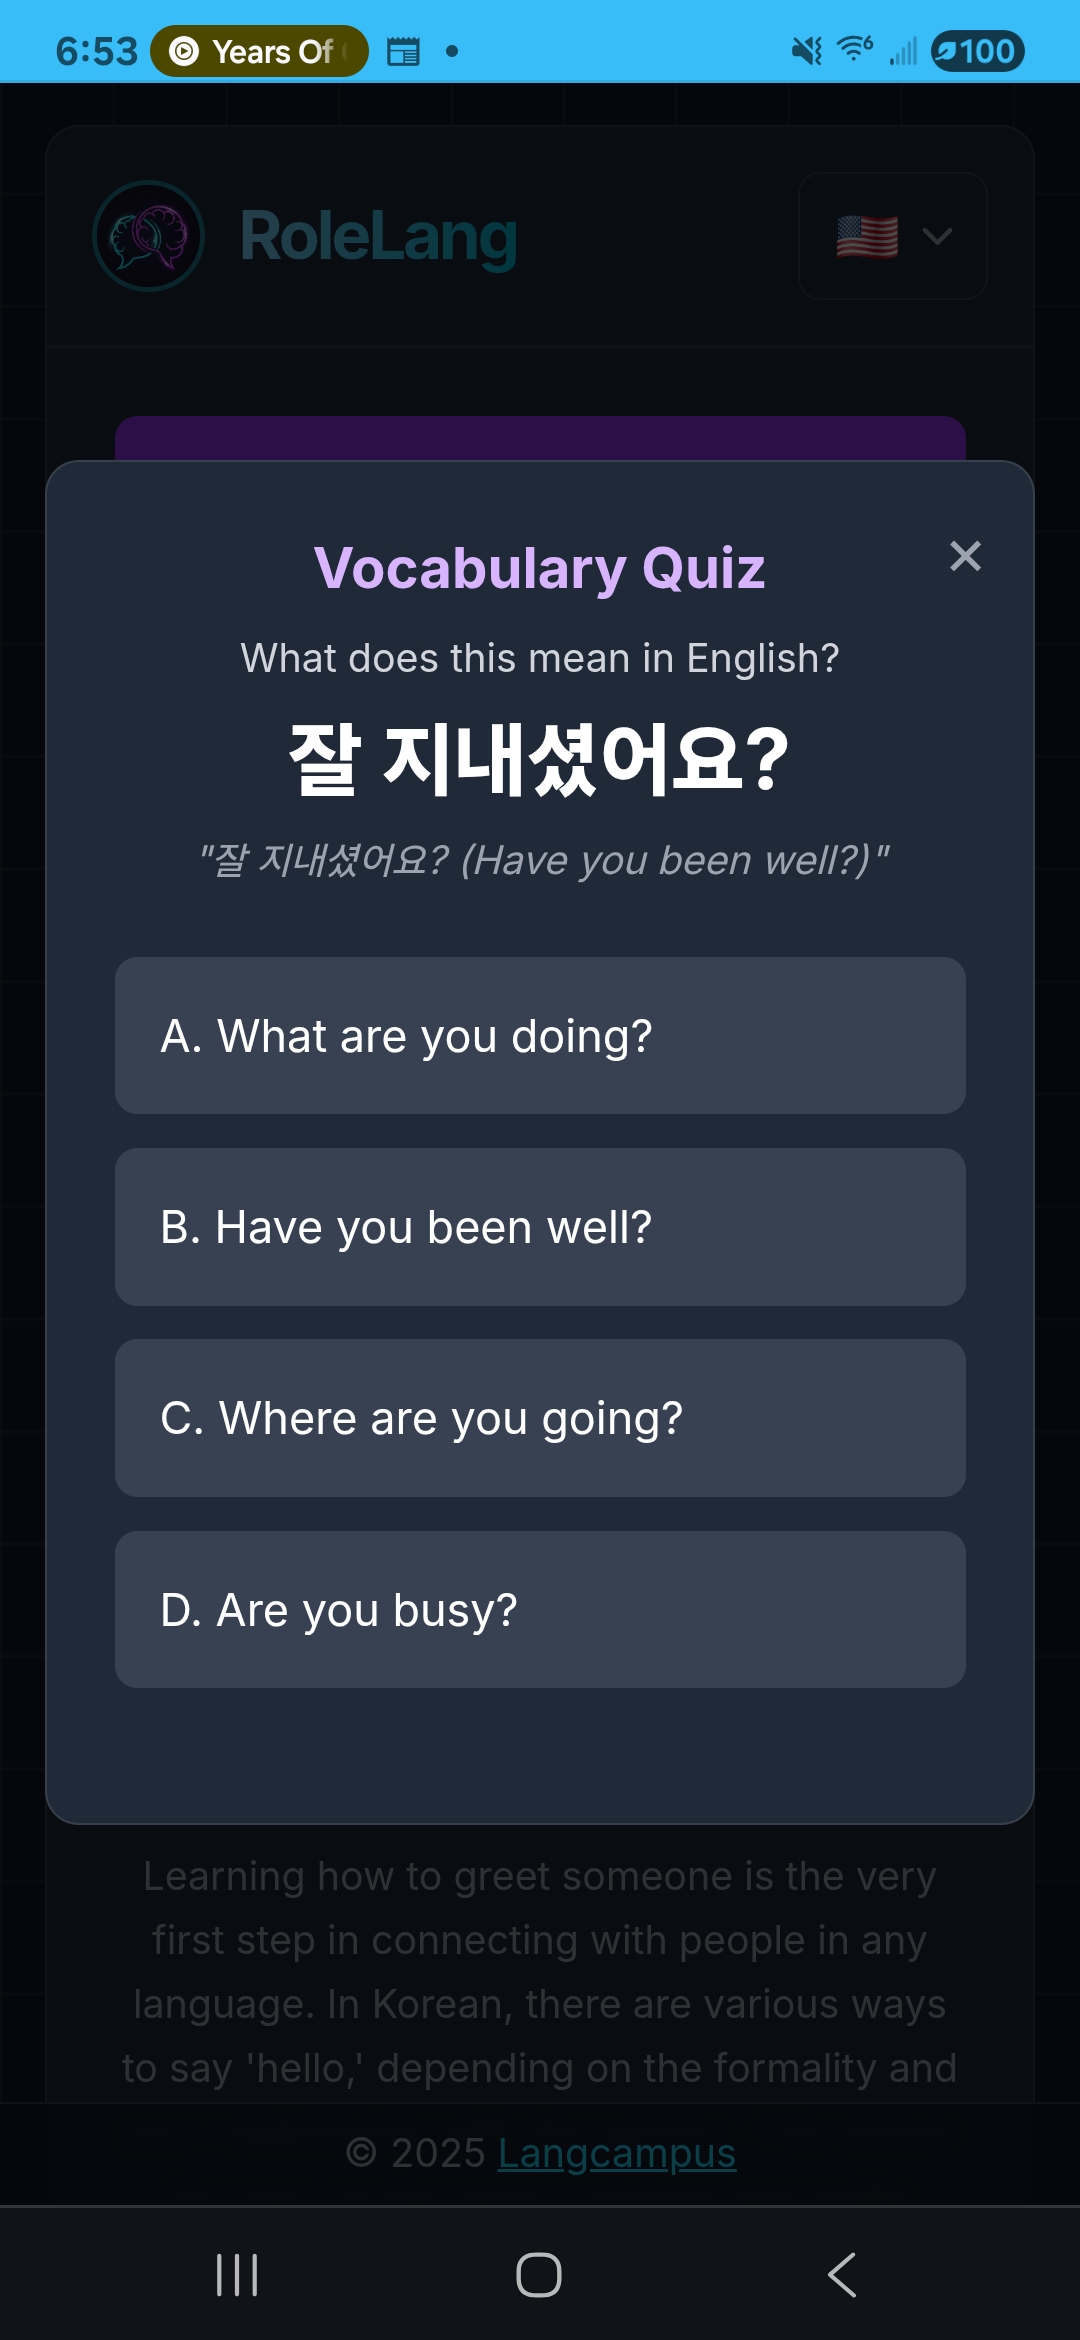 6:53 Years Of 100
RoleLang
Vocabulary Quiz
What does this mean in English?
잘 지내셨어요?
"잘 지내셨어요? (Have you been well?)"
A. What are you doing?
B. Have you been well?
C. Where are you going?
D. Are you busy?
Learning how to greet someone is the very
first step in connecting with people in any
language. In Korean, there are various ways
to say 'hello,' depending on the formality and
© 2025 Langcampus